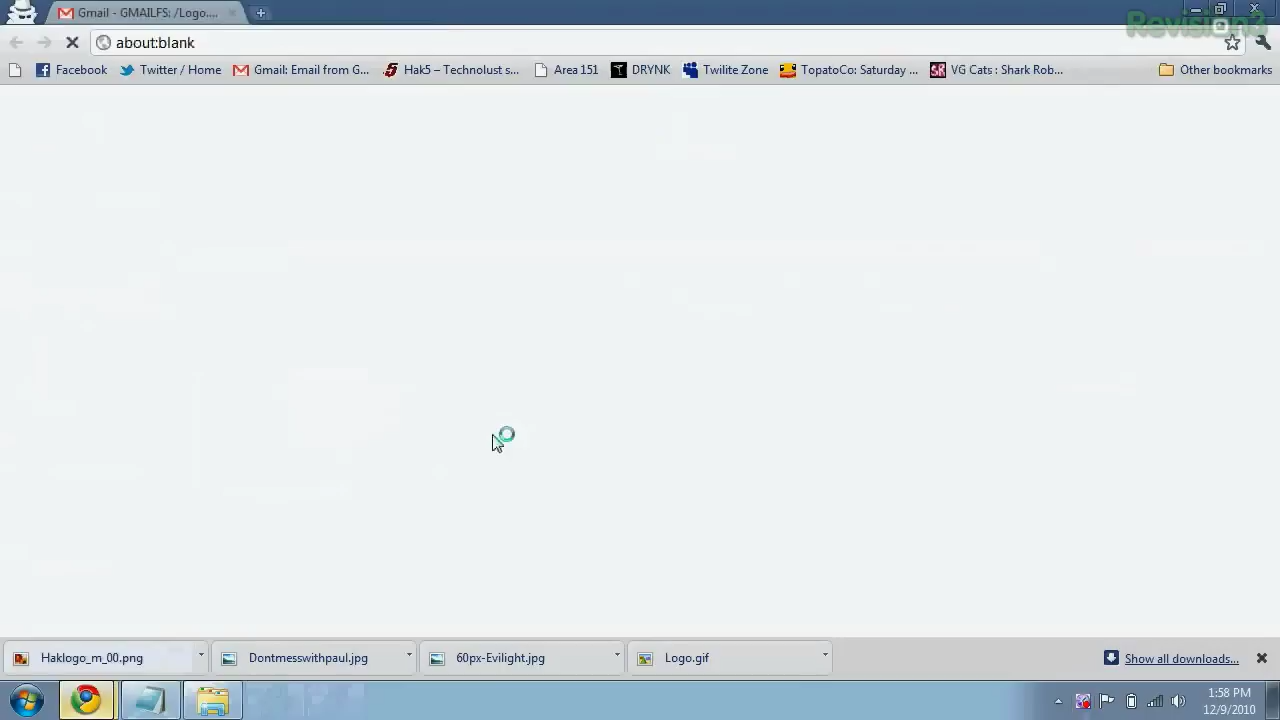 Gmail - GMAILFS: /Logo....
Revision3
about:blank
Facebook
Twitter / Home
Gmail: Email from G...
Hak5 – Technolust s...
Area 151
DRYNK
Twilite Zone
TopatoCo: Saturday ...
VG Cats : Shark Rob...
Other bookmarks
Haklogo_m_00.png
Dontmesswithpaul.jpg
60px-Evilight.jpg
Logo.gif
Show all downloads...
1:58 PM
12/9/2010